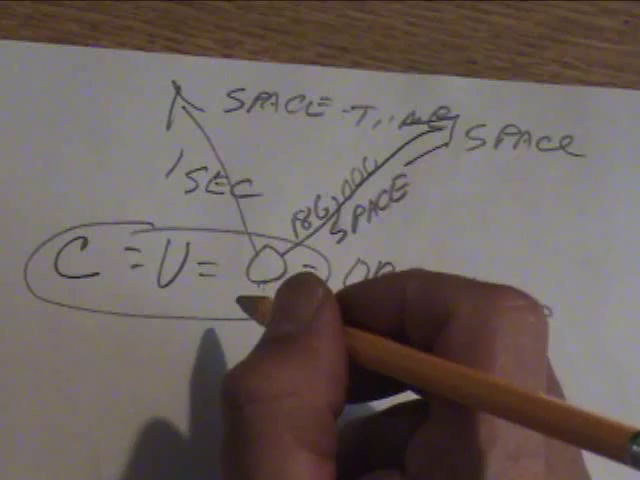 SPACE-TIME
SPACE
1 SEC
186,000
SPACE
C = V = O =